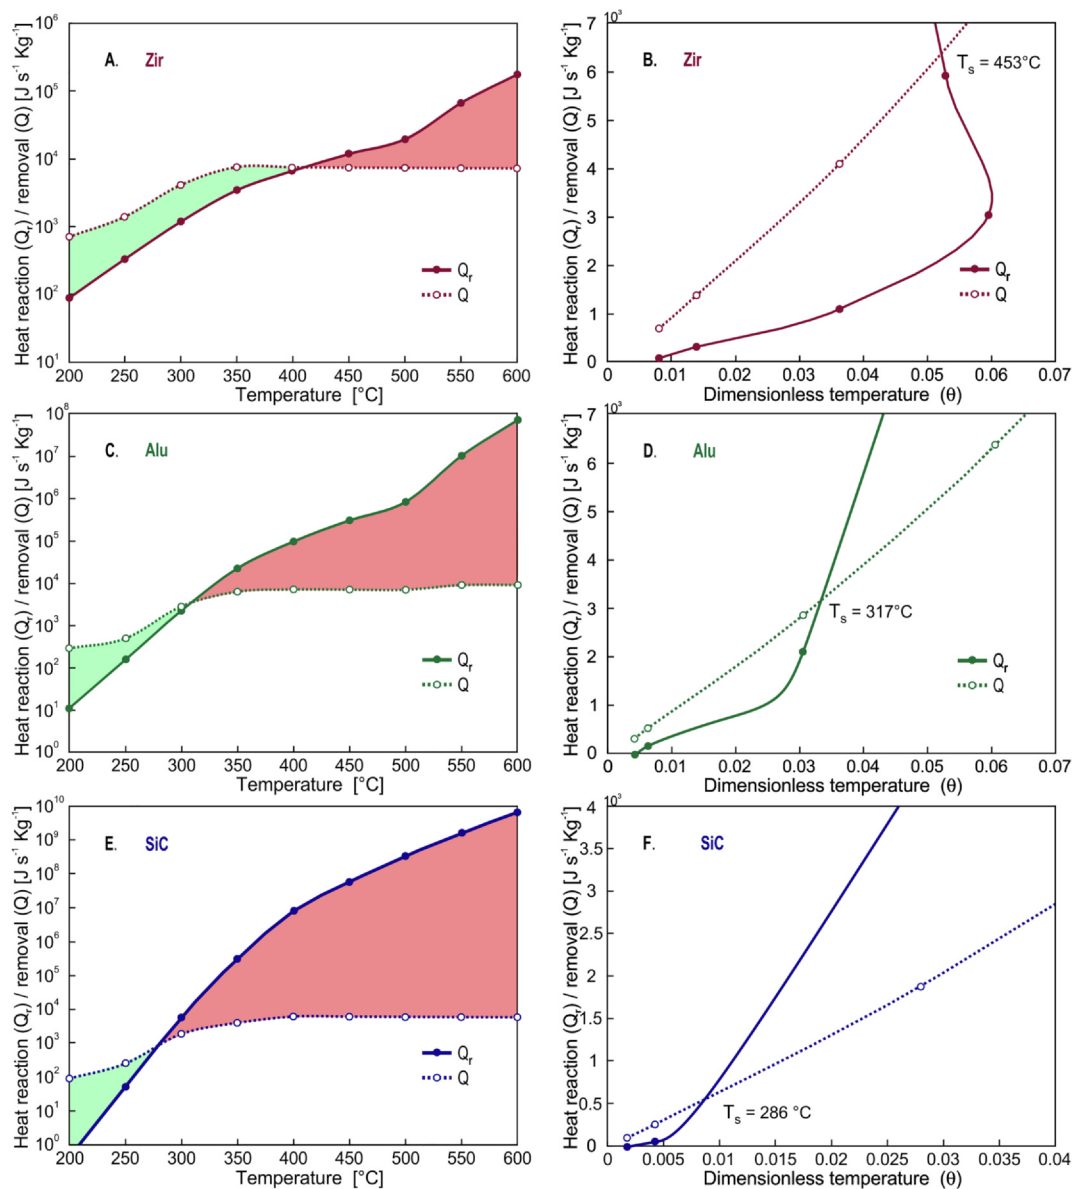 Heat reaction (Qr) / removal (Q) [J s-1 Kg-1]
10⁶
10⁵
10⁴
10³
10²
10¹
A. Zir
Qr
Q
200 250 300 350 400 450 500 550 600
Temperature [°C]
Heat reaction (Qr) / removal (Q) [J s-1 Kg-1]
10³
7
6
5
4
3
2
1
0
B. Zir
Ts = 453°C
Qr
Q
0 0.01 0.02 0.03 0.04 0.05 0.06 0.07
Dimensionless temperature (θ)
Heat reaction (Qr) / removal (Q) [J s-1 Kg-1]
10⁸
10⁷
10⁶
10⁵
10⁴
10³
10²
10¹
10⁰
C. Alu
Qr
Q
200 250 300 350 400 450 500 550 600
Temperature [°C]
Heat reaction (Qr) / removal (Q) [J s-1 Kg-1]
10³
7
6
5
4
3
2
1
0
D. Alu
Ts = 317°C
Qr
Q
0 0.01 0.02 0.03 0.04 0.05 0.06 0.07
Dimensionless temperature (θ)
Heat reaction (Qr) / removal (Q) [J s-1 Kg-1]
10¹⁰
10⁹
10⁸
10⁷
10⁶
10⁵
10⁴
10³
10²
10¹
10⁰
E. SiC
Qr
Q
200 250 300 350 400 450 500 550 600
Temperature [°C]
Heat reaction (Qr) / removal (Q) [J s-1 Kg-1]
10³
4
3.5
3
2.5
2
1.5
1
0.5
0
F. SiC
Ts = 286 °C
0 0.005 0.01 0.015 0.02 0.025 0.03 0.035 0.04
Dimensionless temperature (θ)